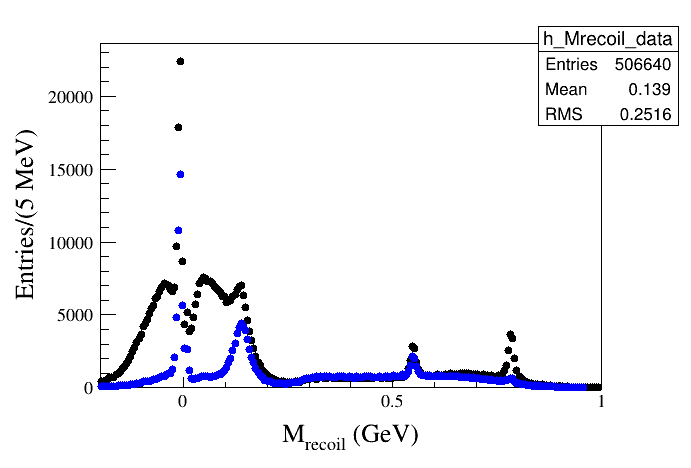 h_Mrecoil_data
Entries 506640
Mean 0.139
RMS 0.2516
Entries/(5 MeV)
20000
15000
10000
5000
0
0 0.5 1
M_recoil (GeV)